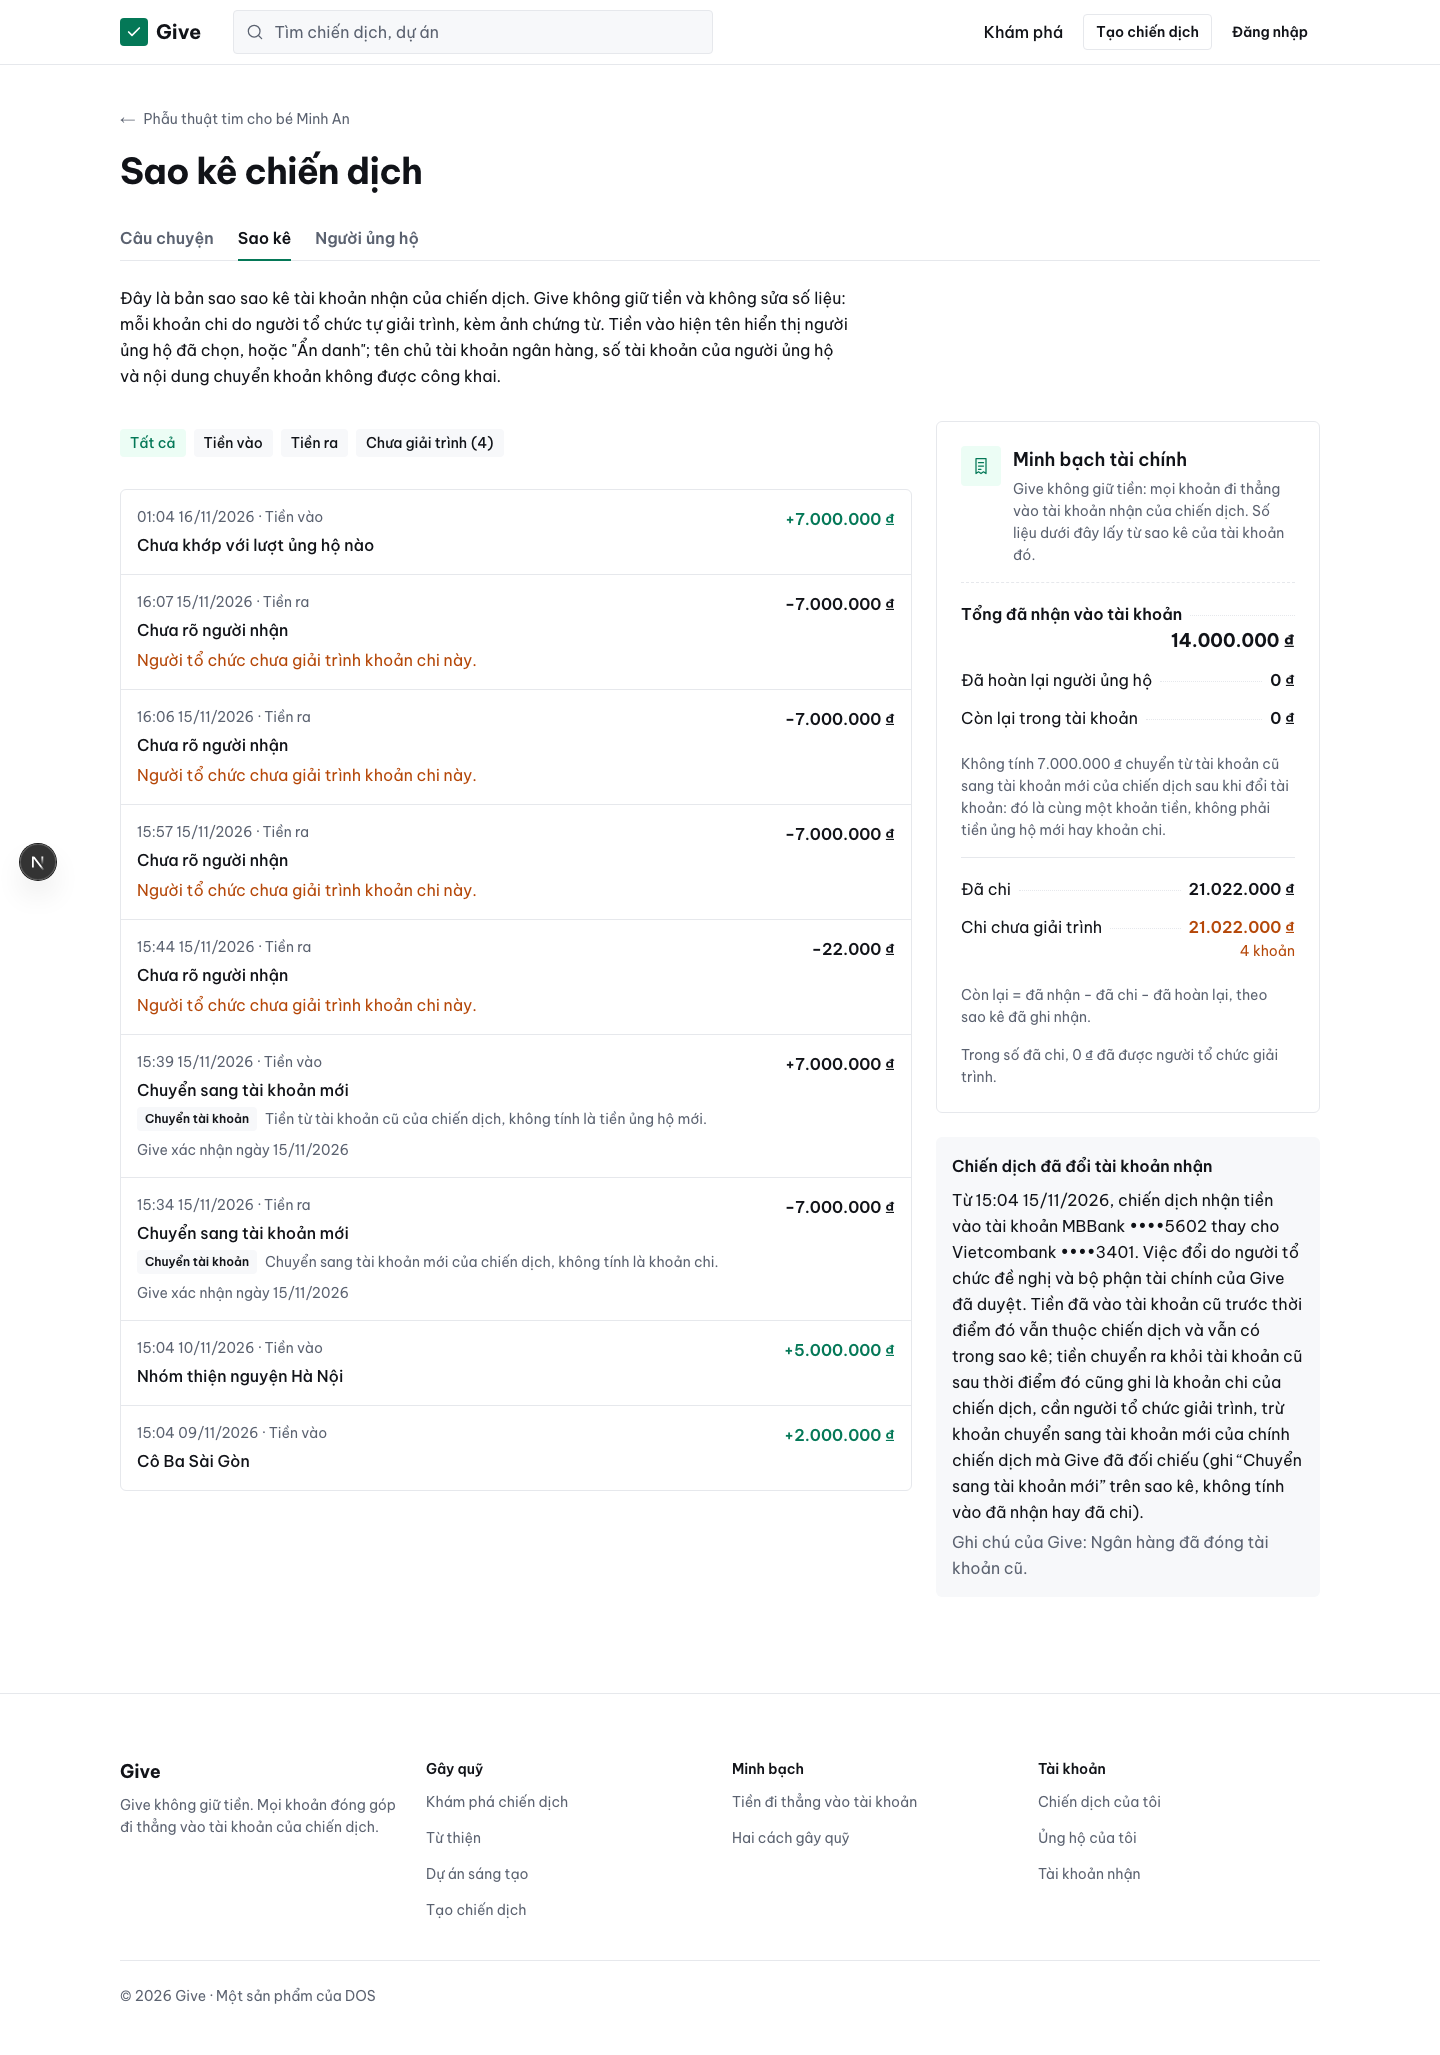 Give
Tìm chiến dịch, dự án
Khám phá
Tạo chiến dịch
Đăng nhập
← Phẫu thuật tim cho bé Minh An
Sao kê chiến dịch
Câu chuyện
Sao kê
Người ủng hộ
Đây là bản sao sao kê tài khoản nhận của chiến dịch. Give không giữ tiền và không sửa số liệu:
mỗi khoản chi do người tổ chức tự giải trình, kèm ảnh chứng từ. Tiền vào hiện tên hiển thị người
ủng hộ đã chọn, hoặc "Ẩn danh"; tên chủ tài khoản ngân hàng, số tài khoản của người ủng hộ
và nội dung chuyển khoản không được công khai.
Tất cả
Tiền vào
Tiền ra
Chưa giải trình (4)
01:04 16/11/2026 · Tiền vào
+7.000.000 ₫
Chưa khớp với lượt ủng hộ nào
16:07 15/11/2026 · Tiền ra
-7.000.000 ₫
Chưa rõ người nhận
Người tổ chức chưa giải trình khoản chi này.
16:06 15/11/2026 · Tiền ra
-7.000.000 ₫
Chưa rõ người nhận
Người tổ chức chưa giải trình khoản chi này.
15:57 15/11/2026 · Tiền ra
-7.000.000 ₫
Chưa rõ người nhận
Người tổ chức chưa giải trình khoản chi này.
15:44 15/11/2026 · Tiền ra
-22.000 ₫
Chưa rõ người nhận
Người tổ chức chưa giải trình khoản chi này.
15:39 15/11/2026 · Tiền vào
+7.000.000 ₫
Chuyển sang tài khoản mới
Chuyển tài khoản Tiền từ tài khoản cũ của chiến dịch, không tính là tiền ủng hộ mới.
Give xác nhận ngày 15/11/2026
15:34 15/11/2026 · Tiền ra
-7.000.000 ₫
Chuyển sang tài khoản mới
Chuyển tài khoản Chuyển sang tài khoản mới của chiến dịch, không tính là khoản chi.
Give xác nhận ngày 15/11/2026
15:04 10/11/2026 · Tiền vào
+5.000.000 ₫
Nhóm thiện nguyện Hà Nội
15:04 09/11/2026 · Tiền vào
+2.000.000 ₫
Cô Ba Sài Gòn
Minh bạch tài chính
Give không giữ tiền: mọi khoản đi thẳng
vào tài khoản nhận của chiến dịch. Số
liệu dưới đây lấy từ sao kê của tài khoản
đó.
Tổng đã nhận vào tài khoản
14.000.000 ₫
Đã hoàn lại người ủng hộ 0 ₫
Còn lại trong tài khoản 0 ₫
Không tính 7.000.000 ₫ chuyển từ tài khoản cũ
sang tài khoản mới của chiến dịch sau khi đổi tài
khoản: đó là cùng một khoản tiền, không phải
tiền ủng hộ mới hay khoản chi.
Đã chi 21.022.000 ₫
Chi chưa giải trình 21.022.000 ₫
4 khoản
Còn lại = đã nhận - đã chi - đã hoàn lại, theo
sao kê đã ghi nhận.
Trong số đã chi, 0 ₫ đã được người tổ chức giải
trình.
Chiến dịch đã đổi tài khoản nhận
Từ 15:04 15/11/2026, chiến dịch nhận tiền
vào tài khoản MBBank ••••5602 thay cho
Vietcombank ••••3401. Việc đổi do người tổ
chức đề nghị và bộ phận tài chính của Give
đã duyệt. Tiền đã vào tài khoản cũ trước thời
điểm đó vẫn thuộc chiến dịch và vẫn có
trong sao kê; tiền chuyển ra khỏi tài khoản cũ
sau thời điểm đó cũng ghi là khoản chi của
chiến dịch, cần người tổ chức giải trình, trừ
khoản chuyển sang tài khoản mới của chính
chiến dịch mà Give đã đối chiếu (ghi “Chuyển
sang tài khoản mới” trên sao kê, không tính
vào đã nhận hay đã chi).
Ghi chú của Give: Ngân hàng đã đóng tài
khoản cũ.
Give
Give không giữ tiền. Mọi khoản đóng góp
đi thẳng vào tài khoản của chiến dịch.
Gây quỹ
Khám phá chiến dịch
Từ thiện
Dự án sáng tạo
Tạo chiến dịch
Minh bạch
Tiền đi thẳng vào tài khoản
Hai cách gây quỹ
Tài khoản
Chiến dịch của tôi
Ủng hộ của tôi
Tài khoản nhận
© 2026 Give · Một sản phẩm của DOS